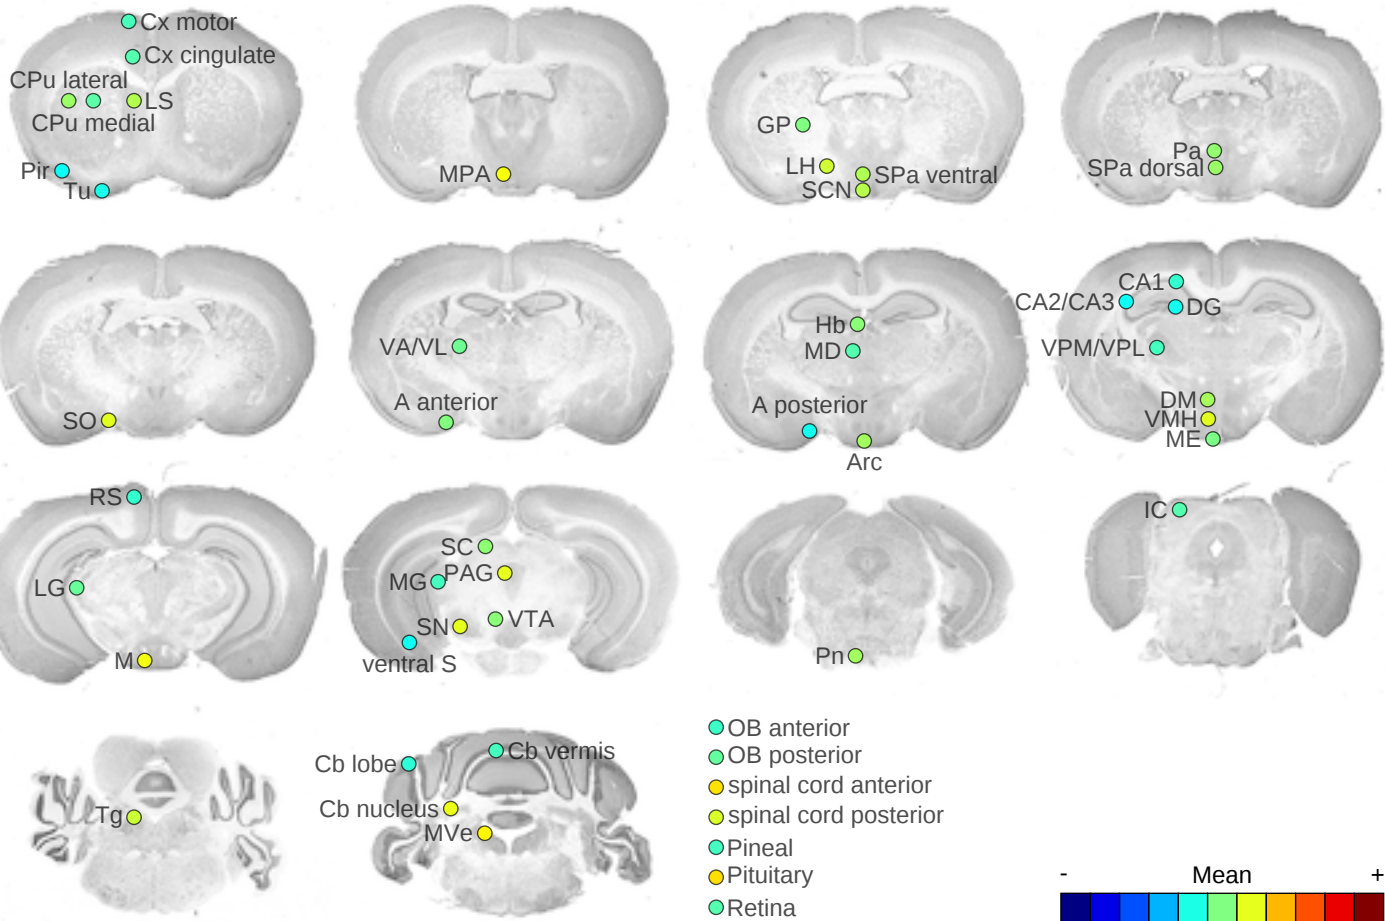 Cx motor
Cx cingulate
CPu lateral
LS
CPu medial
Pir
Tu
MPA
GP
LH
SPa ventral
SCN
Pa
SPa dorsal
SO
VA/VL
A anterior
Hb
MD
A posterior
Arc
CA1
CA2/CA3
DG
VPM/VPL
DM
VMH
ME
RS
LG
M
SC
MG
PAG
SN
VTA
ventral S
Pn
IC
Tg
Cb lobe
Cb vermis
Cb nucleus
MVe
OB anterior
OB posterior
spinal cord anterior
spinal cord posterior
Pineal
Pituitary
Retina
- Mean +